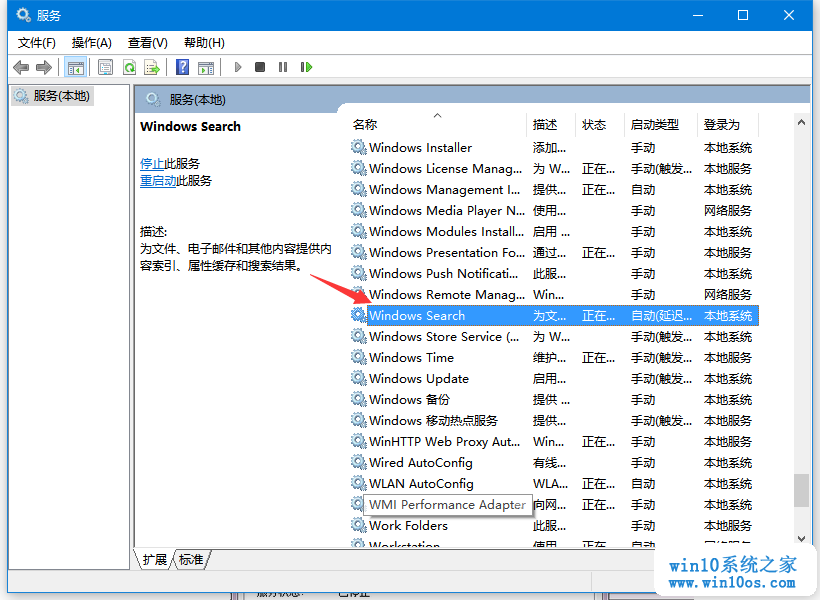 服务
文件(F) 操作(A) 查看(V) 帮助(H)
服务(本地)
服务(本地)
Windows Search
停止此服务
重启动此服务
描述:
为文件、电子邮件和其他内容提供内
容索引、属性缓存和搜索结果。
名称 描述 状态 启动类型 登录为
Windows Installer 添加... 手动 本地系统
Windows License Manag... 为 W... 正在... 手动(触发... 本地服务
Windows Management I... 提供... 正在... 自动 本地系统
Windows Media Player N... 使用... 手动 网络服务
Windows Modules Install... 启用 ... 手动 本地系统
Windows Presentation Fo... 通过... 正在... 手动 本地服务
Windows Push Notificati... 此服... 手动 本地系统
Windows Remote Manag... Win... 手动 网络服务
Windows Search 为文... 正在... 自动(延迟... 本地系统
Windows Store Service (... 为 W... 手动(触发... 本地系统
Windows Time 维护... 正在... 手动(触发... 本地服务
Windows Update 启用... 手动(触发... 本地系统
Windows 备份 提供 ... 手动 本地系统
Windows 移动热点服务 提供... 手动(触发... 本地服务
WinHTTP Web Proxy Aut... Win... 正在... 手动 本地服务
Wired AutoConfig 有线... 手动 本地系统
WLAN AutoConfig WLA... 正在... 自动 本地系统
WMI Performance Adapter 向网... 正在... 手动 本地系统
Work Folders 此服... 手动 本地服务
Workstation 使用... 正在... 自动 网络服务
扩展 标准
win10系统之家
www.win10os.com
服务状态: 已停止